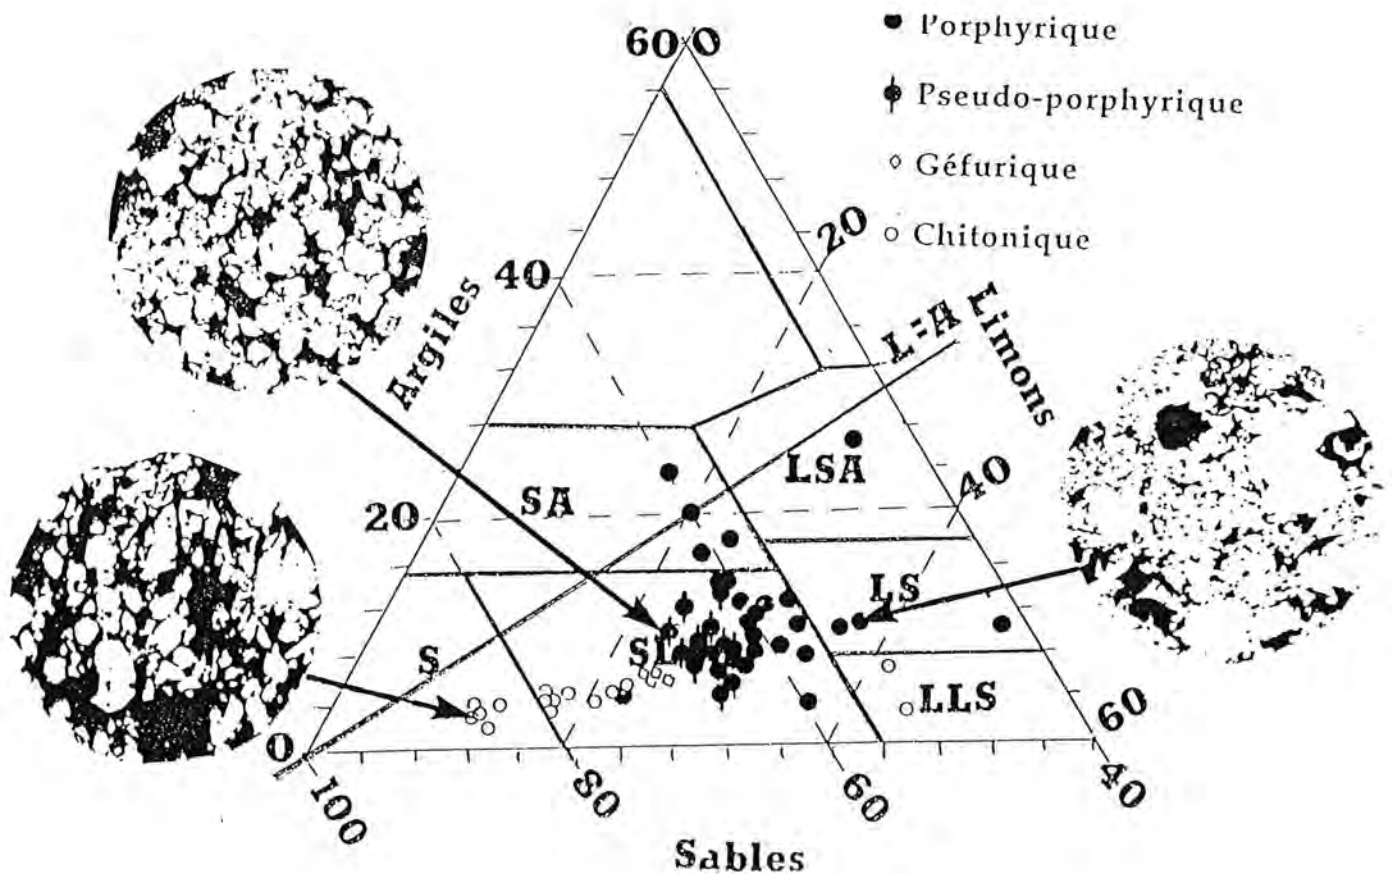 Porphyrique
Pseudo-porphyrique
Géfurique
Chitonique
60
0
20
40
Argiles
L=A
Limons
LSA
SA
40
20
LS
S
SL
LLS
0
60
100
80
60
40
Sables